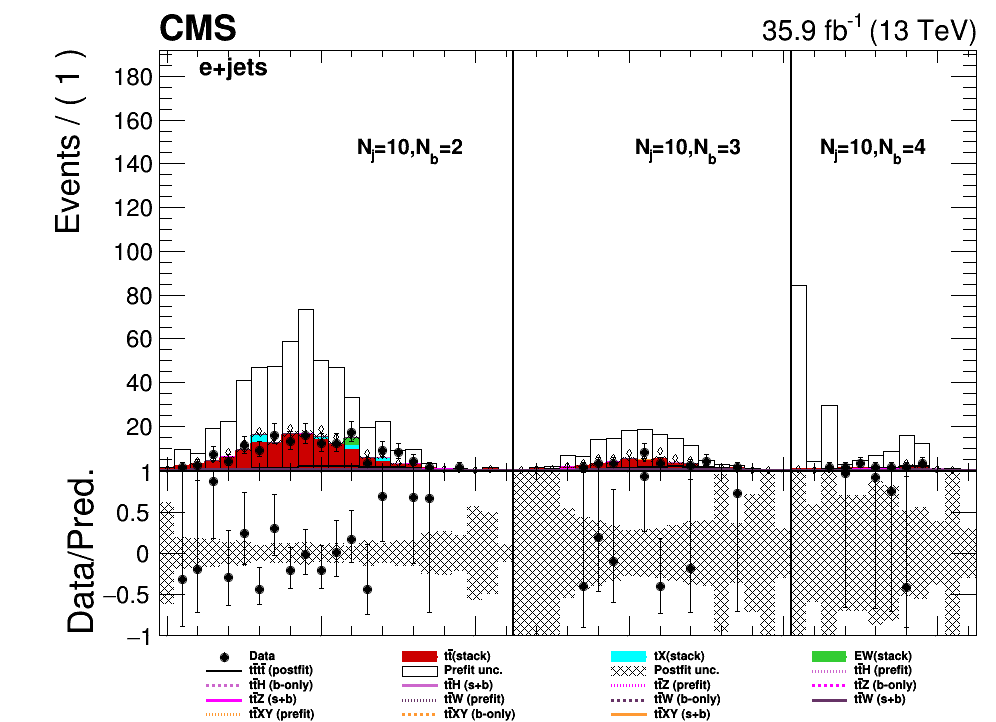 CMS 35.9 fb⁻¹ (13 TeV)
Events / ( 1 )
e+jets
Nj=10,Nb=2 Nj=10,Nb=3 Nj=10,Nb=4
180
160
140
120
100
80
60
40
20
1
Data/Pred.
0.5
0
−0.5
−1
Data tt̄(stack) tX(stack) EW(stack)
tt̄tt̄ (postfit) Prefit unc. Postfit unc. tt̄H (prefit)
tt̄H (b-only) tt̄H (s+b) tt̄Z (prefit) tt̄Z (b-only)
tt̄Z (s+b) tt̄W (prefit) tt̄W (b-only) tt̄W (s+b)
tt̄XY (prefit) tt̄XY (b-only) tt̄XY (s+b)